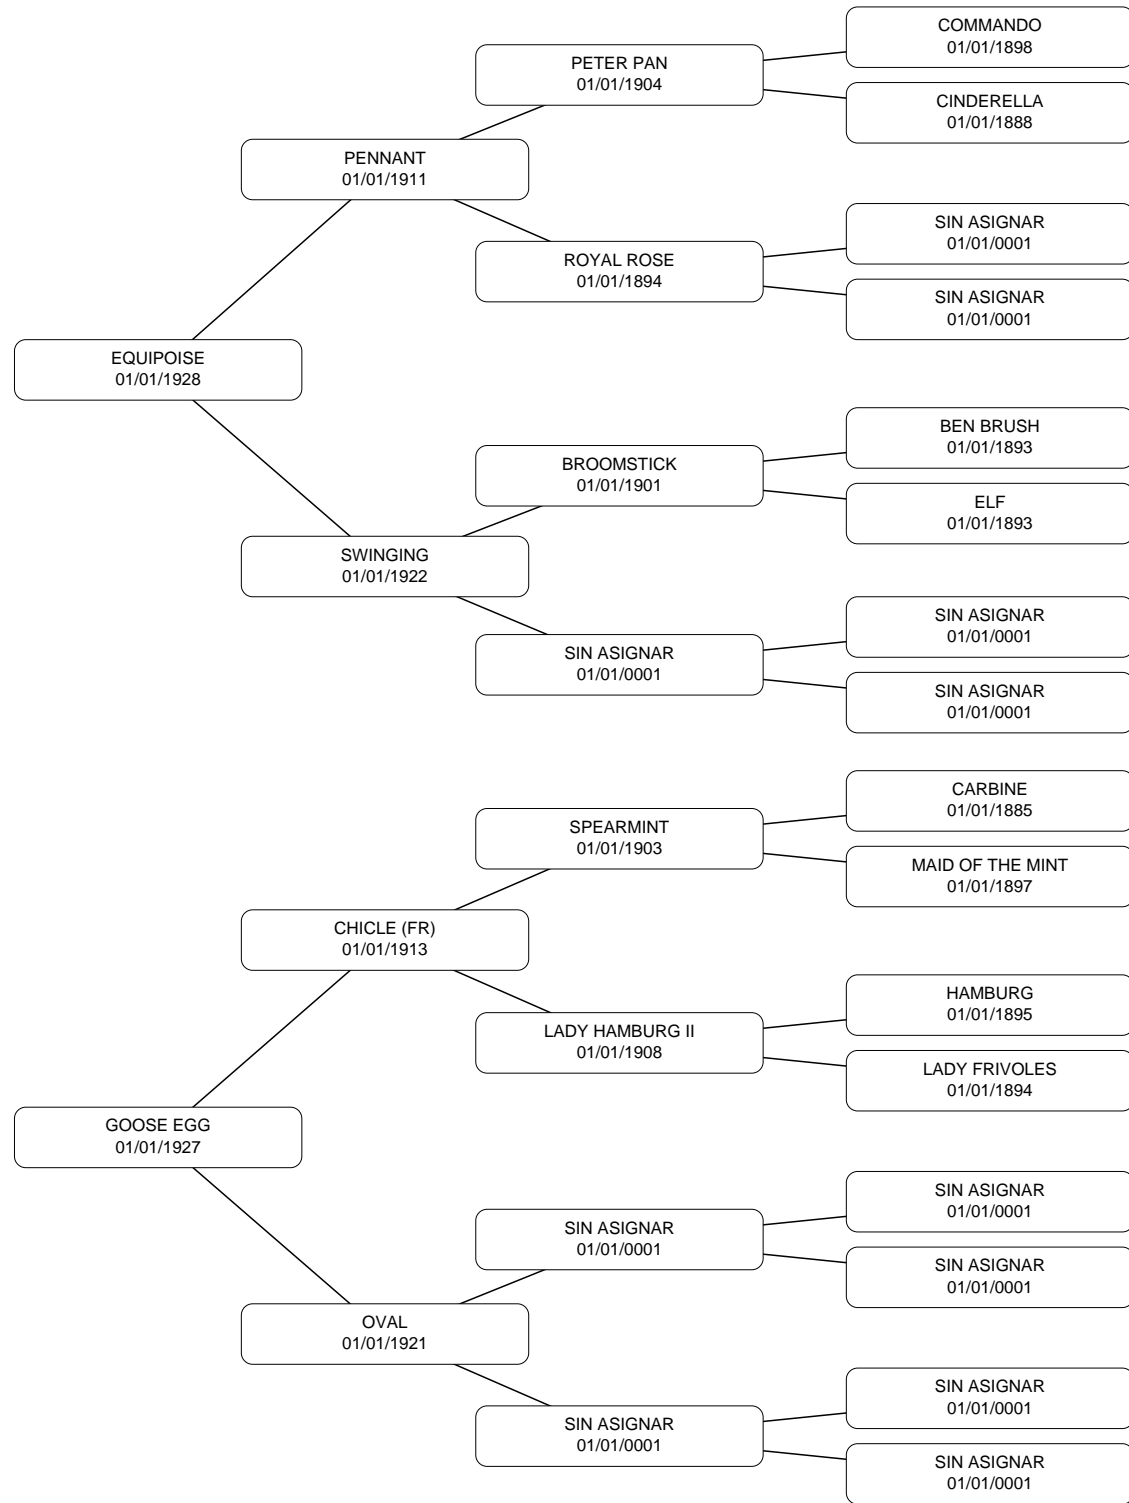 COMMANDO
01/01/1898
PETER PAN
01/01/1904
CINDERELLA
01/01/1888
PENNANT
01/01/1911
SIN ASIGNAR
01/01/0001
ROYAL ROSE
01/01/1894
SIN ASIGNAR
01/01/0001
EQUIPOISE
01/01/1928
BEN BRUSH
01/01/1893
BROOMSTICK
01/01/1901
ELF
01/01/1893
SWINGING
01/01/1922
SIN ASIGNAR
01/01/0001
SIN ASIGNAR
01/01/0001
SIN ASIGNAR
01/01/0001
CARBINE
01/01/1885
SPEARMINT
01/01/1903
MAID OF THE MINT
01/01/1897
CHICLE (FR)
01/01/1913
HAMBURG
01/01/1895
LADY HAMBURG II
01/01/1908
LADY FRIVOLES
01/01/1894
GOOSE EGG
01/01/1927
SIN ASIGNAR
01/01/0001
SIN ASIGNAR
01/01/0001
SIN ASIGNAR
01/01/0001
OVAL
01/01/1921
SIN ASIGNAR
01/01/0001
SIN ASIGNAR
01/01/0001
SIN ASIGNAR
01/01/0001